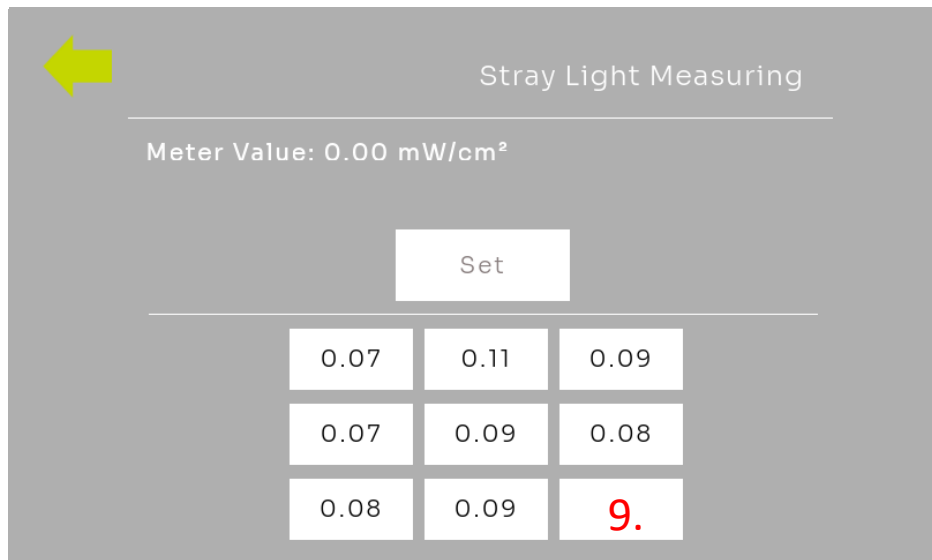 Stray Light Measuring
Meter Value: 0.00 mW/cm²
Set
0.07 0.11 0.09
0.07 0.09 0.08
0.08 0.09 9.